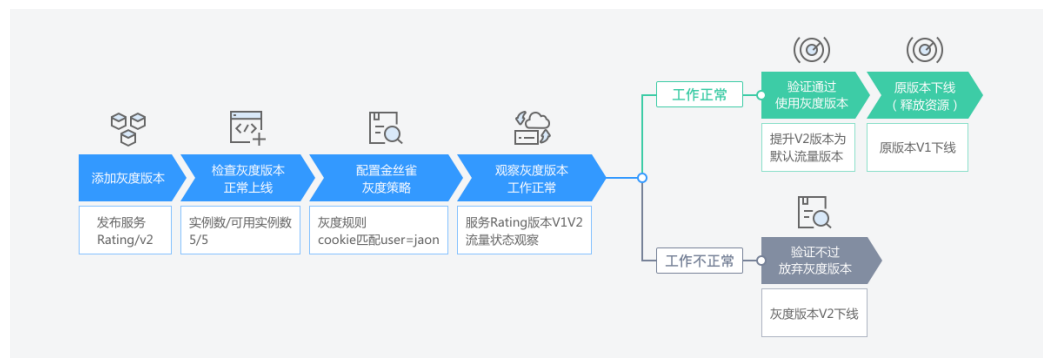 添加灰度版本
发布服务
Rating/v2
检查灰度版本
正常上线
实例数/可用实例数
5/5
配置金丝雀
灰度策略
灰度规则
cookie匹配user=jaon
观察灰度版本
工作正常
服务Rating版本V1V2
流量状态观察
工作正常
验证通过
使用灰度版本
提升V2版本为
默认流量版本
原版本下线
（释放资源）
原版本V1下线
工作不正常
验证不过
放弃灰度版本
灰度版本V2下线